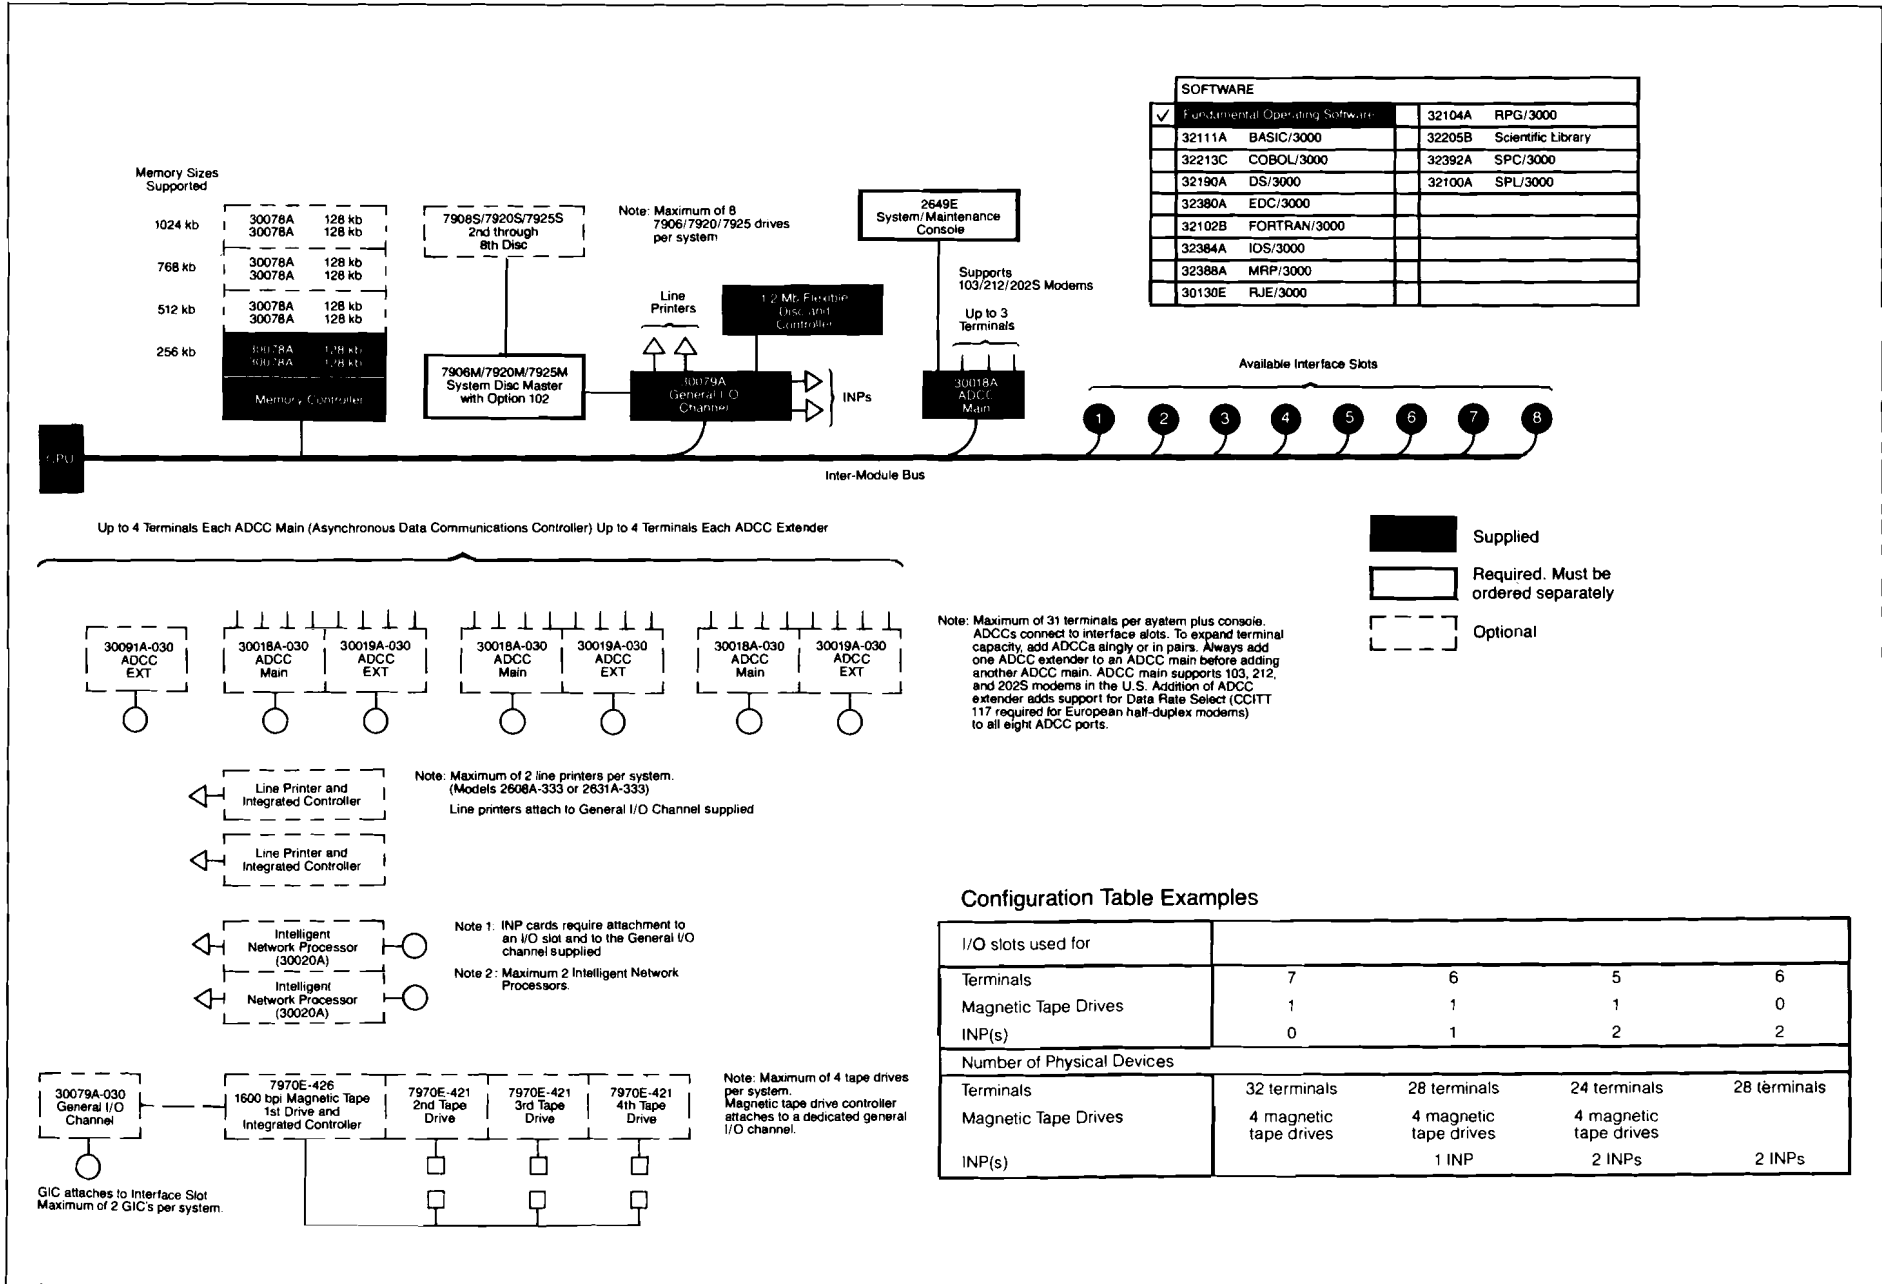 SOFTWARE
✓ Fundamental Operating Software
32104A RPG/3000
32111A BASIC/3000
32205B Scientific Library
32213C COBOL/3000
32392A SPC/3000
32190A DS/3000
32100A SPL/3000
32380A EDC/3000
32102B FORTRAN/3000
32384A IOS/3000
32388A MRP/3000
30130E RJE/3000
Memory Sizes
Supported
1024 kb
30078A 128 kb
30078A 128 kb
768 kb
30078A 128 kb
30078A 128 kb
512 kb
30078A 128 kb
30078A 128 kb
256 kb
30078A 128 kb
30078A 128 kb
Memory Controller
7908S/7920S/7925S
2nd through
8th Disc
Note: Maximum of 8
7906/7920/7925 drives
per system
2649E
System/Maintenance
Console
Supports
103/212/202S Modems
Line
Printers
1.2 Mb Flexible
Disc and
Controller
Up to 3
Terminals
7906M/7920M/7925M
System Disc Master
with Option 102
30079A
General I/O
Channel
INPs
30018A
ADCC
Main
Available Interface Slots
1 2 3 4 5 6 7 8
CPU
Inter-Module Bus
Up to 4 Terminals Each ADCC Main (Asynchronous Data Communications Controller) Up to 4 Terminals Each ADCC Extender
Supplied
Required. Must be
ordered separately
Optional
30091A-030
ADCC
EXT
30018A-030
ADCC
Main
30019A-030
ADCC
EXT
30018A-030
ADCC
Main
30019A-030
ADCC
EXT
30018A-030
ADCC
Main
30019A-030
ADCC
EXT
Note: Maximum of 31 terminals per ayatem plus console.
ADCCs connect to interface alots. To expand terminal
capacity, add ADCCa aingly or in pairs. Always add
one ADCC extender to an ADCC main before adding
another ADCC main. ADCC main supports 103, 212,
and 202S modems in the U.S. Addition of ADCC
extender adds support for Data Rate Select (CCITT
117 required for European half-duplex modems)
to all eight ADCC ports.
Line Printer and
Integrated Controller
Note: Maximum of 2 line printers per system.
(Models 2608A-333 or 2631A-333)
Line printers attach to General I/O Channel supplied
Line Printer and
Integrated Controller
Intelligent
Network Processor
(30020A)
Note 1: INP cards require attachment to
an I/O slot and to the General I/O
channel supplied
Intelligent
Network Processor
(30020A)
Note 2: Maximum 2 Intelligent Network
Processors.
30079A-030
General I/O
Channel
7970E-426
1600 bpi Magnetic Tape
1st Drive and
Integrated Controller
7970E-421
2nd Tape
Drive
7970E-421
3rd Tape
Drive
7970E-421
4th Tape
Drive
Note: Maximum of 4 tape drives
per system.
Magnetic tape drive controller
attaches to a dedicated general
I/O channel.
GIC attaches to Interface Slot
Maximum of 2 GIC's per system.
Configuration Table Examples
I/O slots used for
Terminals 7 6 5 6
Magnetic Tape Drives 1 1 1 0
INP(s) 0 1 2 2
Number of Physical Devices
Terminals 32 terminals 28 terminals 24 terminals 28 terminals
Magnetic Tape Drives 4 magnetic tape drives 4 magnetic tape drives 4 magnetic tape drives
INP(s) 1 INP 2 INPs 2 INPs